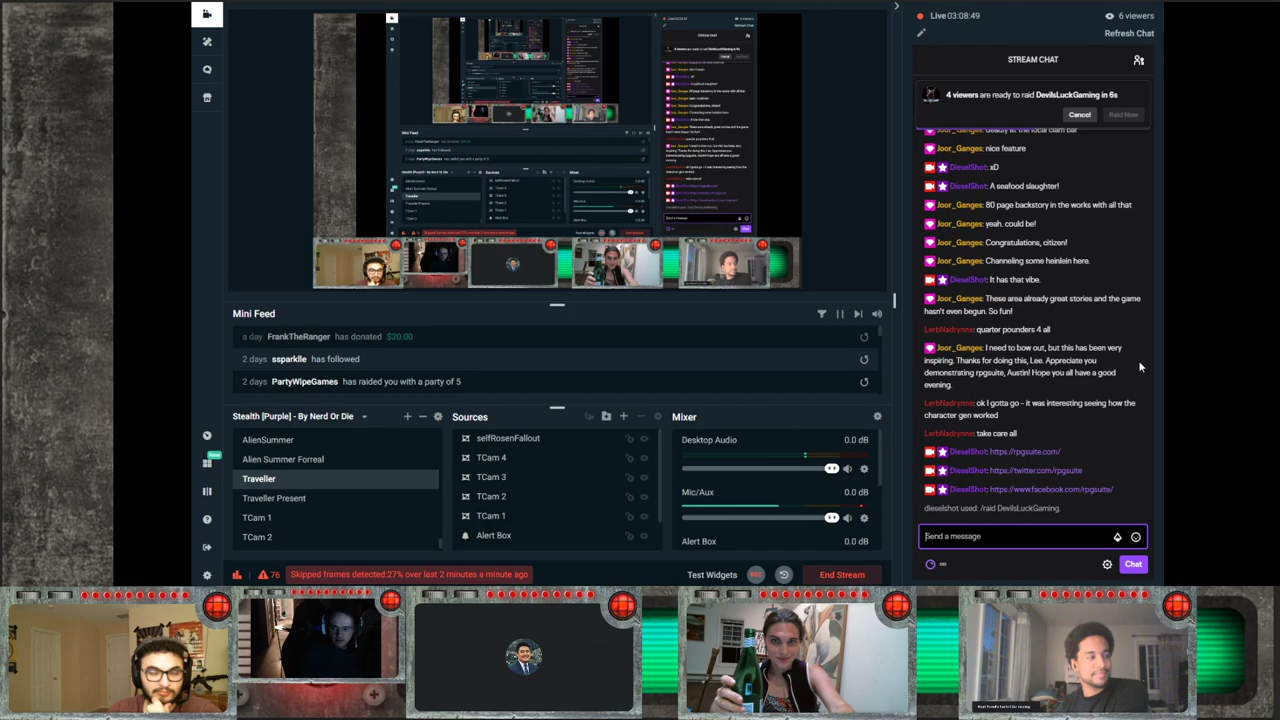 Live 03:08:49
6 viewers
Refresh Chat
STREAM CHAT
4 viewers are ready to raid DevilsLuckGaming in 6s
Cancel
Raid Now
deadly at the local clam bar
Joor_Ganges: nice feature
DieselShot: xD
DieselShot: A seafood slaughter!
Joor_Ganges: 80 page backstory in the works with all that
Joor_Ganges: yeah. could be!
Joor_Ganges: Congratulations, citizen!
Joor_Ganges: Channeling some heinlein here.
DieselShot: It has that vibe.
Joor_Ganges: These area already great stories and the game
hasn't even begun. So fun!
LerbNadrynne: quarter pounders 4 all
Joor_Ganges: I need to bow out, but this has been very
inspiring. Thanks for doing this, Lee. Appreciate you
demonstrating rpgsuite, Austin! Hope you all have a good
evening.
LerbNadrynne: ok I gotta go - it was interesting seeing how the
character gen worked
LerbNadrynne: take care all
DieselShot: https://rpgsuite.com/
DieselShot: https://twitter.com/rpgsuite
DieselShot: https://www.facebook.com/rpgsuite/
dieselshot used: /raid DevilsLuckGaming.
Send a message
Chat
Mini Feed
a day FrankTheRanger has donated $20.00
2 days ssparklle has followed
2 days PartyWipeGames has raided you with a party of 5
New
Stealth [Purple] - By Nerd Or Die
AlienSummer
Alien Summer Forreal
Traveller
Traveller Present
TCam 1
TCam 2
Sources
selfRosenFallout
TCam 4
TCam 3
TCam 2
TCam 1
Alert Box
Mixer
Desktop Audio 0.0 dB
Mic/Aux 0.0 dB
Alert Box 0.0 dB
76
Skipped frames detected:27% over last 2 minutes a minute ago
Test Widgets
REC
End Stream